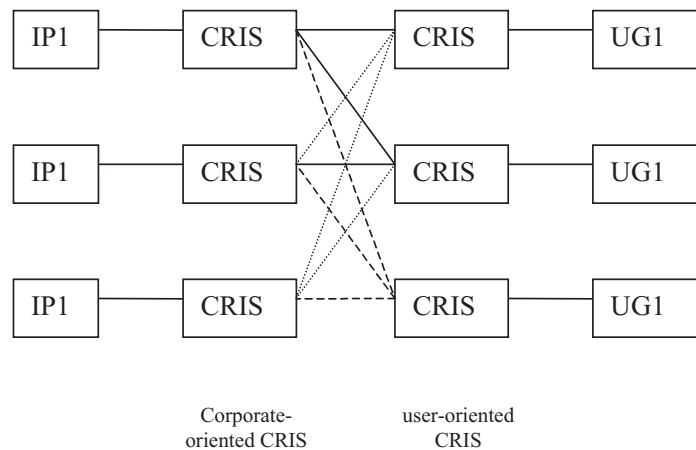 IP1 CRIS CRIS UG1
IP1 CRIS CRIS UG1
IP1 CRIS CRIS UG1
Corporate-
oriented CRIS
user-oriented
CRIS